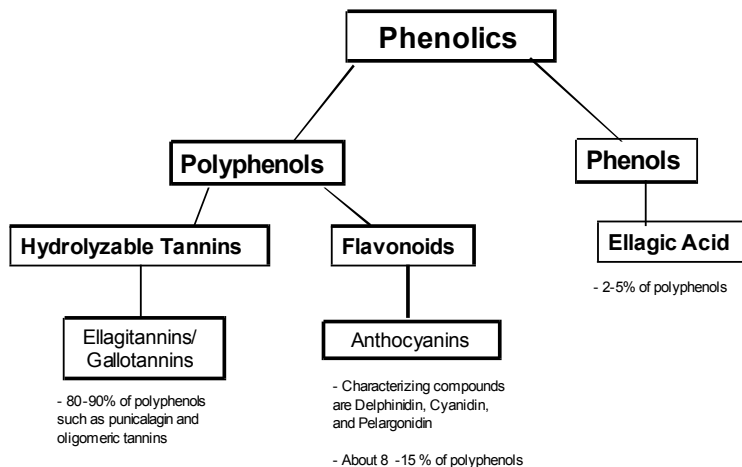 Phenolics
Polyphenols
Phenols
Hydrolyzable Tannins
Flavonoids
Ellagic Acid
- 2-5% of polyphenols
Ellagitannins/
Gallotannins
Anthocyanins
- 80-90% of polyphenols
such as punicalagin and
oligomeric tannins
- Characterizing compounds
are Delphinidin, Cyanidin,
and Pelargonidin
- About 8 -15 % of polyphenols